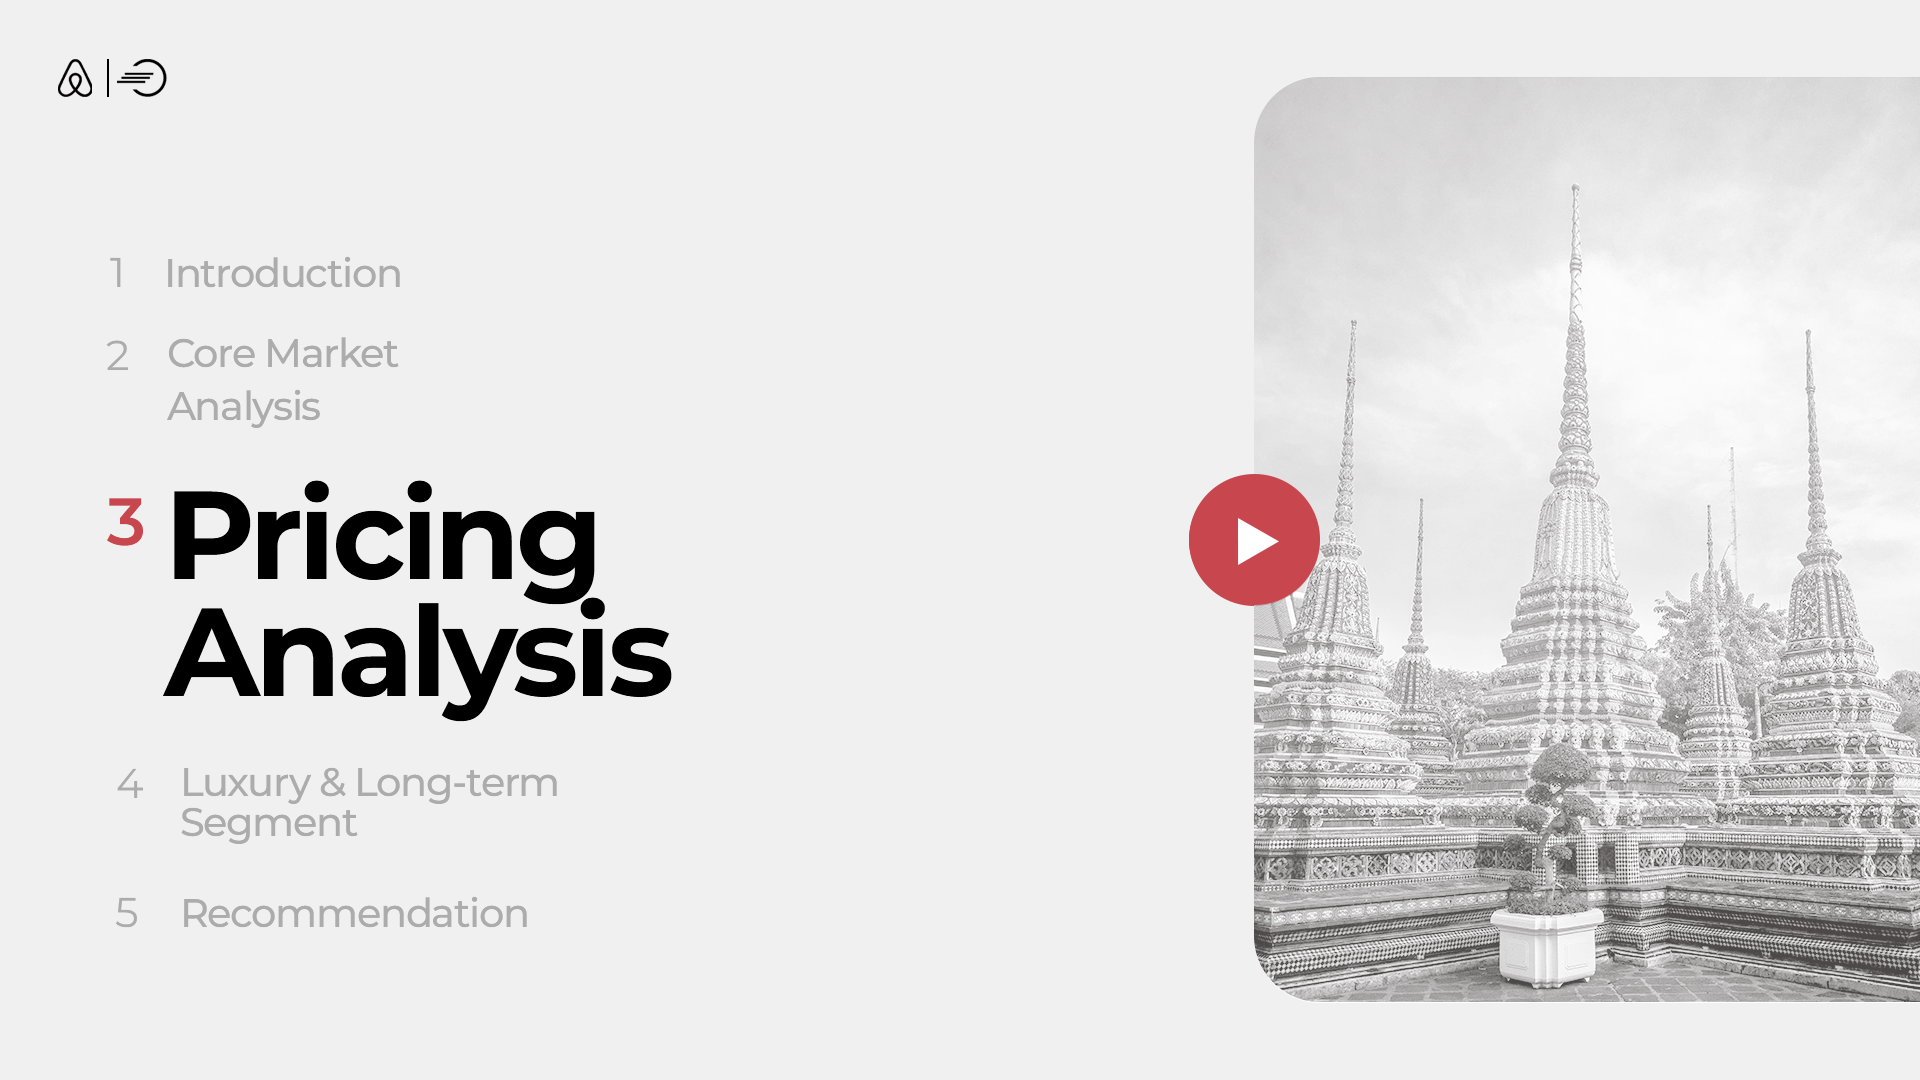 1 Introduction
2 Core Market
Analysis
3 Pricing
Analysis
4 Luxury & Long-term
Segment
5 Recommendation